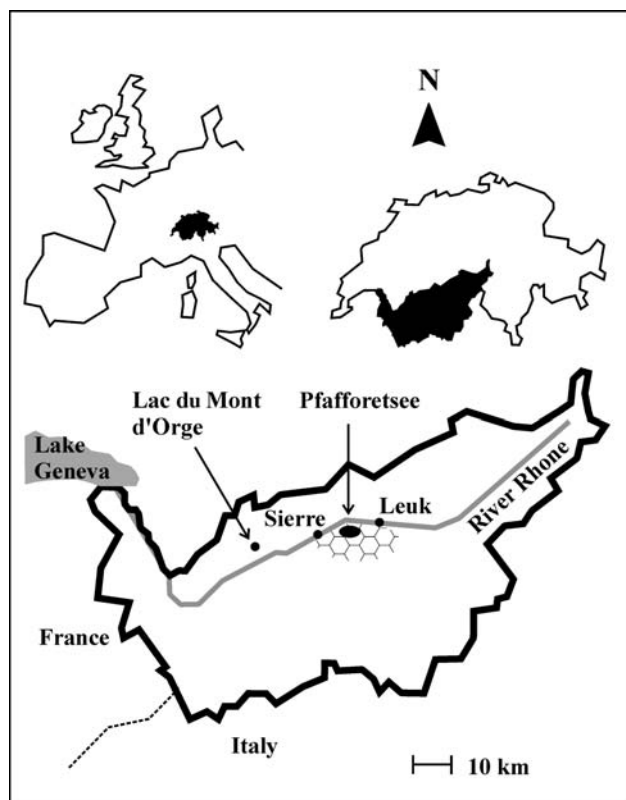 N
Lac du Mont
d'Orge
Pfafforetsee
Lake
Geneva
Sierre
Leuk
River Rhone
France
Italy
10 km